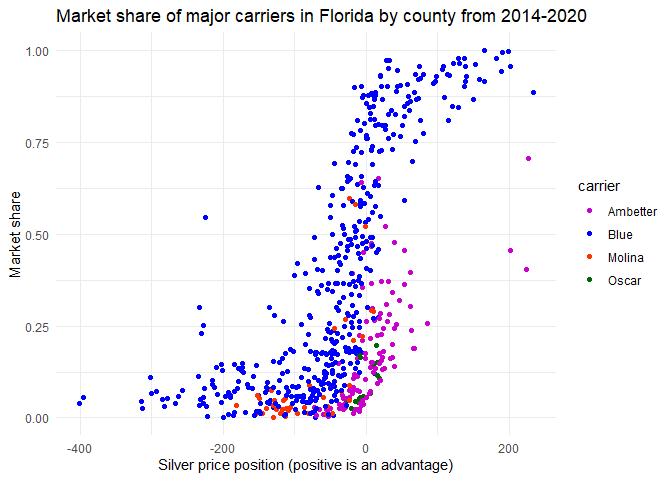 Market share of major carriers in Florida by county from 2014-2020
1.00
0.75
0.50
0.25
0.00
Market share
-400
-200
0
200
Silver price position (positive is an advantage)
carrier
Ambetter
Blue
Molina
Oscar